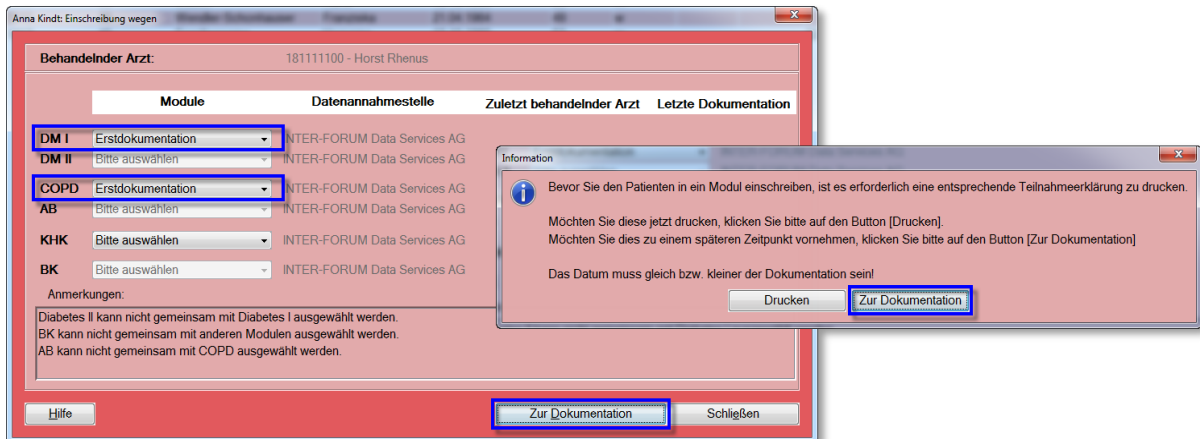 Anna Kindt: Einschreibung wegen
Behandelnder Arzt: 181111100 - Horst Rhenus
Module Datenannahmestelle Zuletzt behandelnder Arzt Letzte Dokumentation
DM I Erstdokumentation INTER-FORUM Data Services AG
DM II Bitte auswählen INTER-FORUM Data Services AG
COPD Erstdokumentation INTER-FORUM Data Services AG
AB Bitte auswählen INTER-FORUM Data Services AG
KHK Bitte auswählen INTER-FORUM Data Services AG
BK Bitte auswählen INTER-FORUM Data Services AG
Anmerkungen:
Diabetes II kann nicht gemeinsam mit Diabetes I ausgewählt werden.
BK kann nicht gemeinsam mit anderen Modulen ausgewählt werden.
AB kann nicht gemeinsam mit COPD ausgewählt werden.
Hilfe Zur Dokumentation Schließen
Information
Bevor Sie den Patienten in ein Modul einschreiben, ist es erforderlich eine entsprechende Teilnahmeerklärung zu drucken.
Möchten Sie diese jetzt drucken, klicken Sie bitte auf den Button [Drucken].
Möchten Sie dies zu einem späteren Zeitpunkt vornehmen, klicken Sie bitte auf den Button [Zur Dokumentation]
Das Datum muss gleich bzw. kleiner der Dokumentation sein!
Drucken Zur Dokumentation